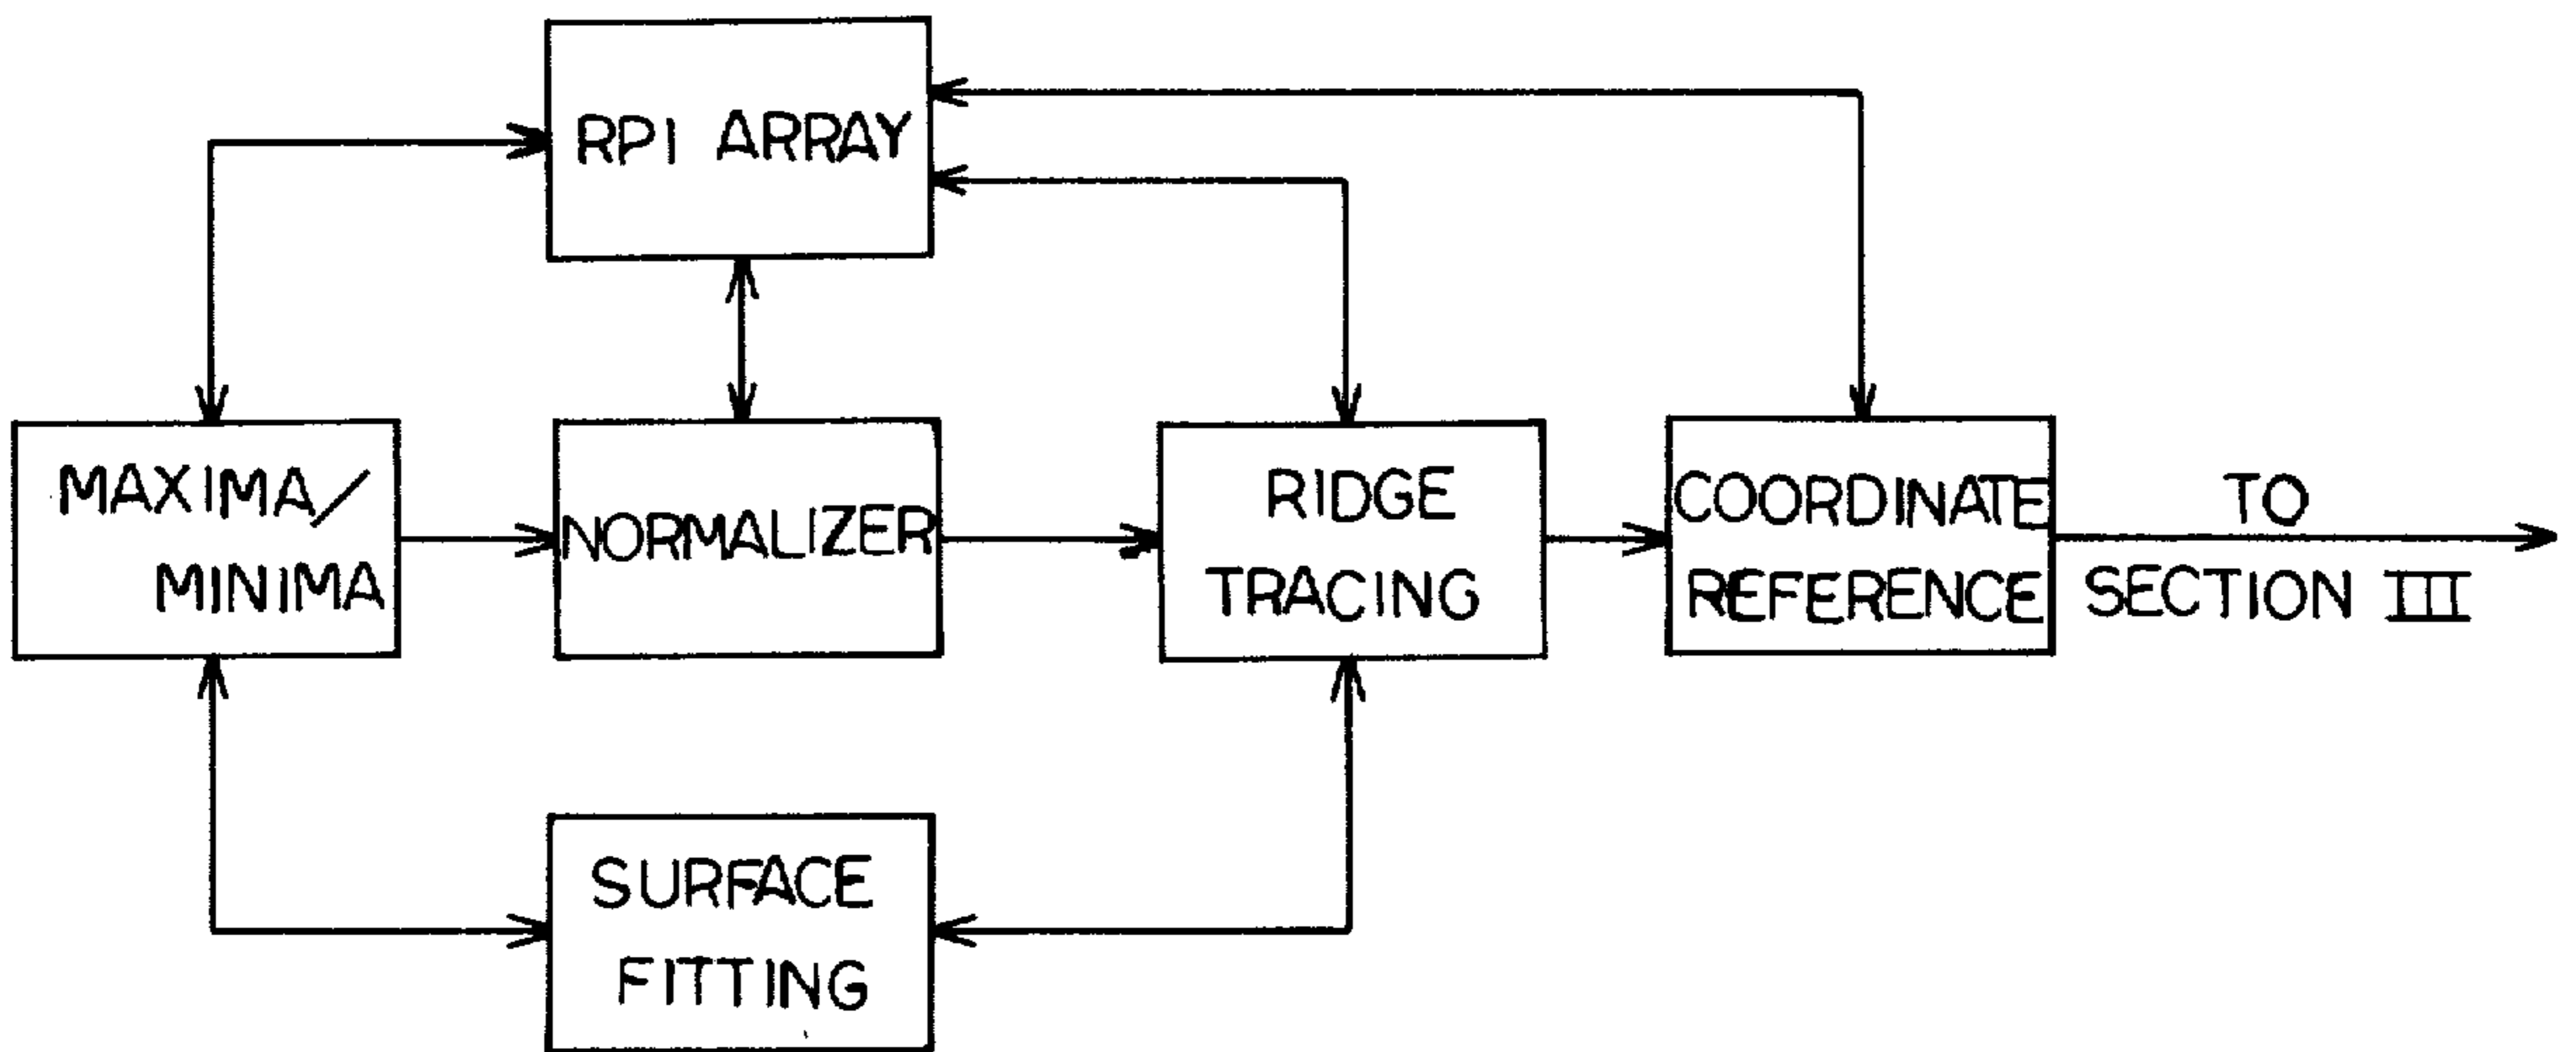 RPI ARRAY
MAXIMA/
MINIMA
NORMALIZER
RIDGE
TRACING
COORDINATE
REFERENCE
TO
SECTION III
SURFACE
FITTING